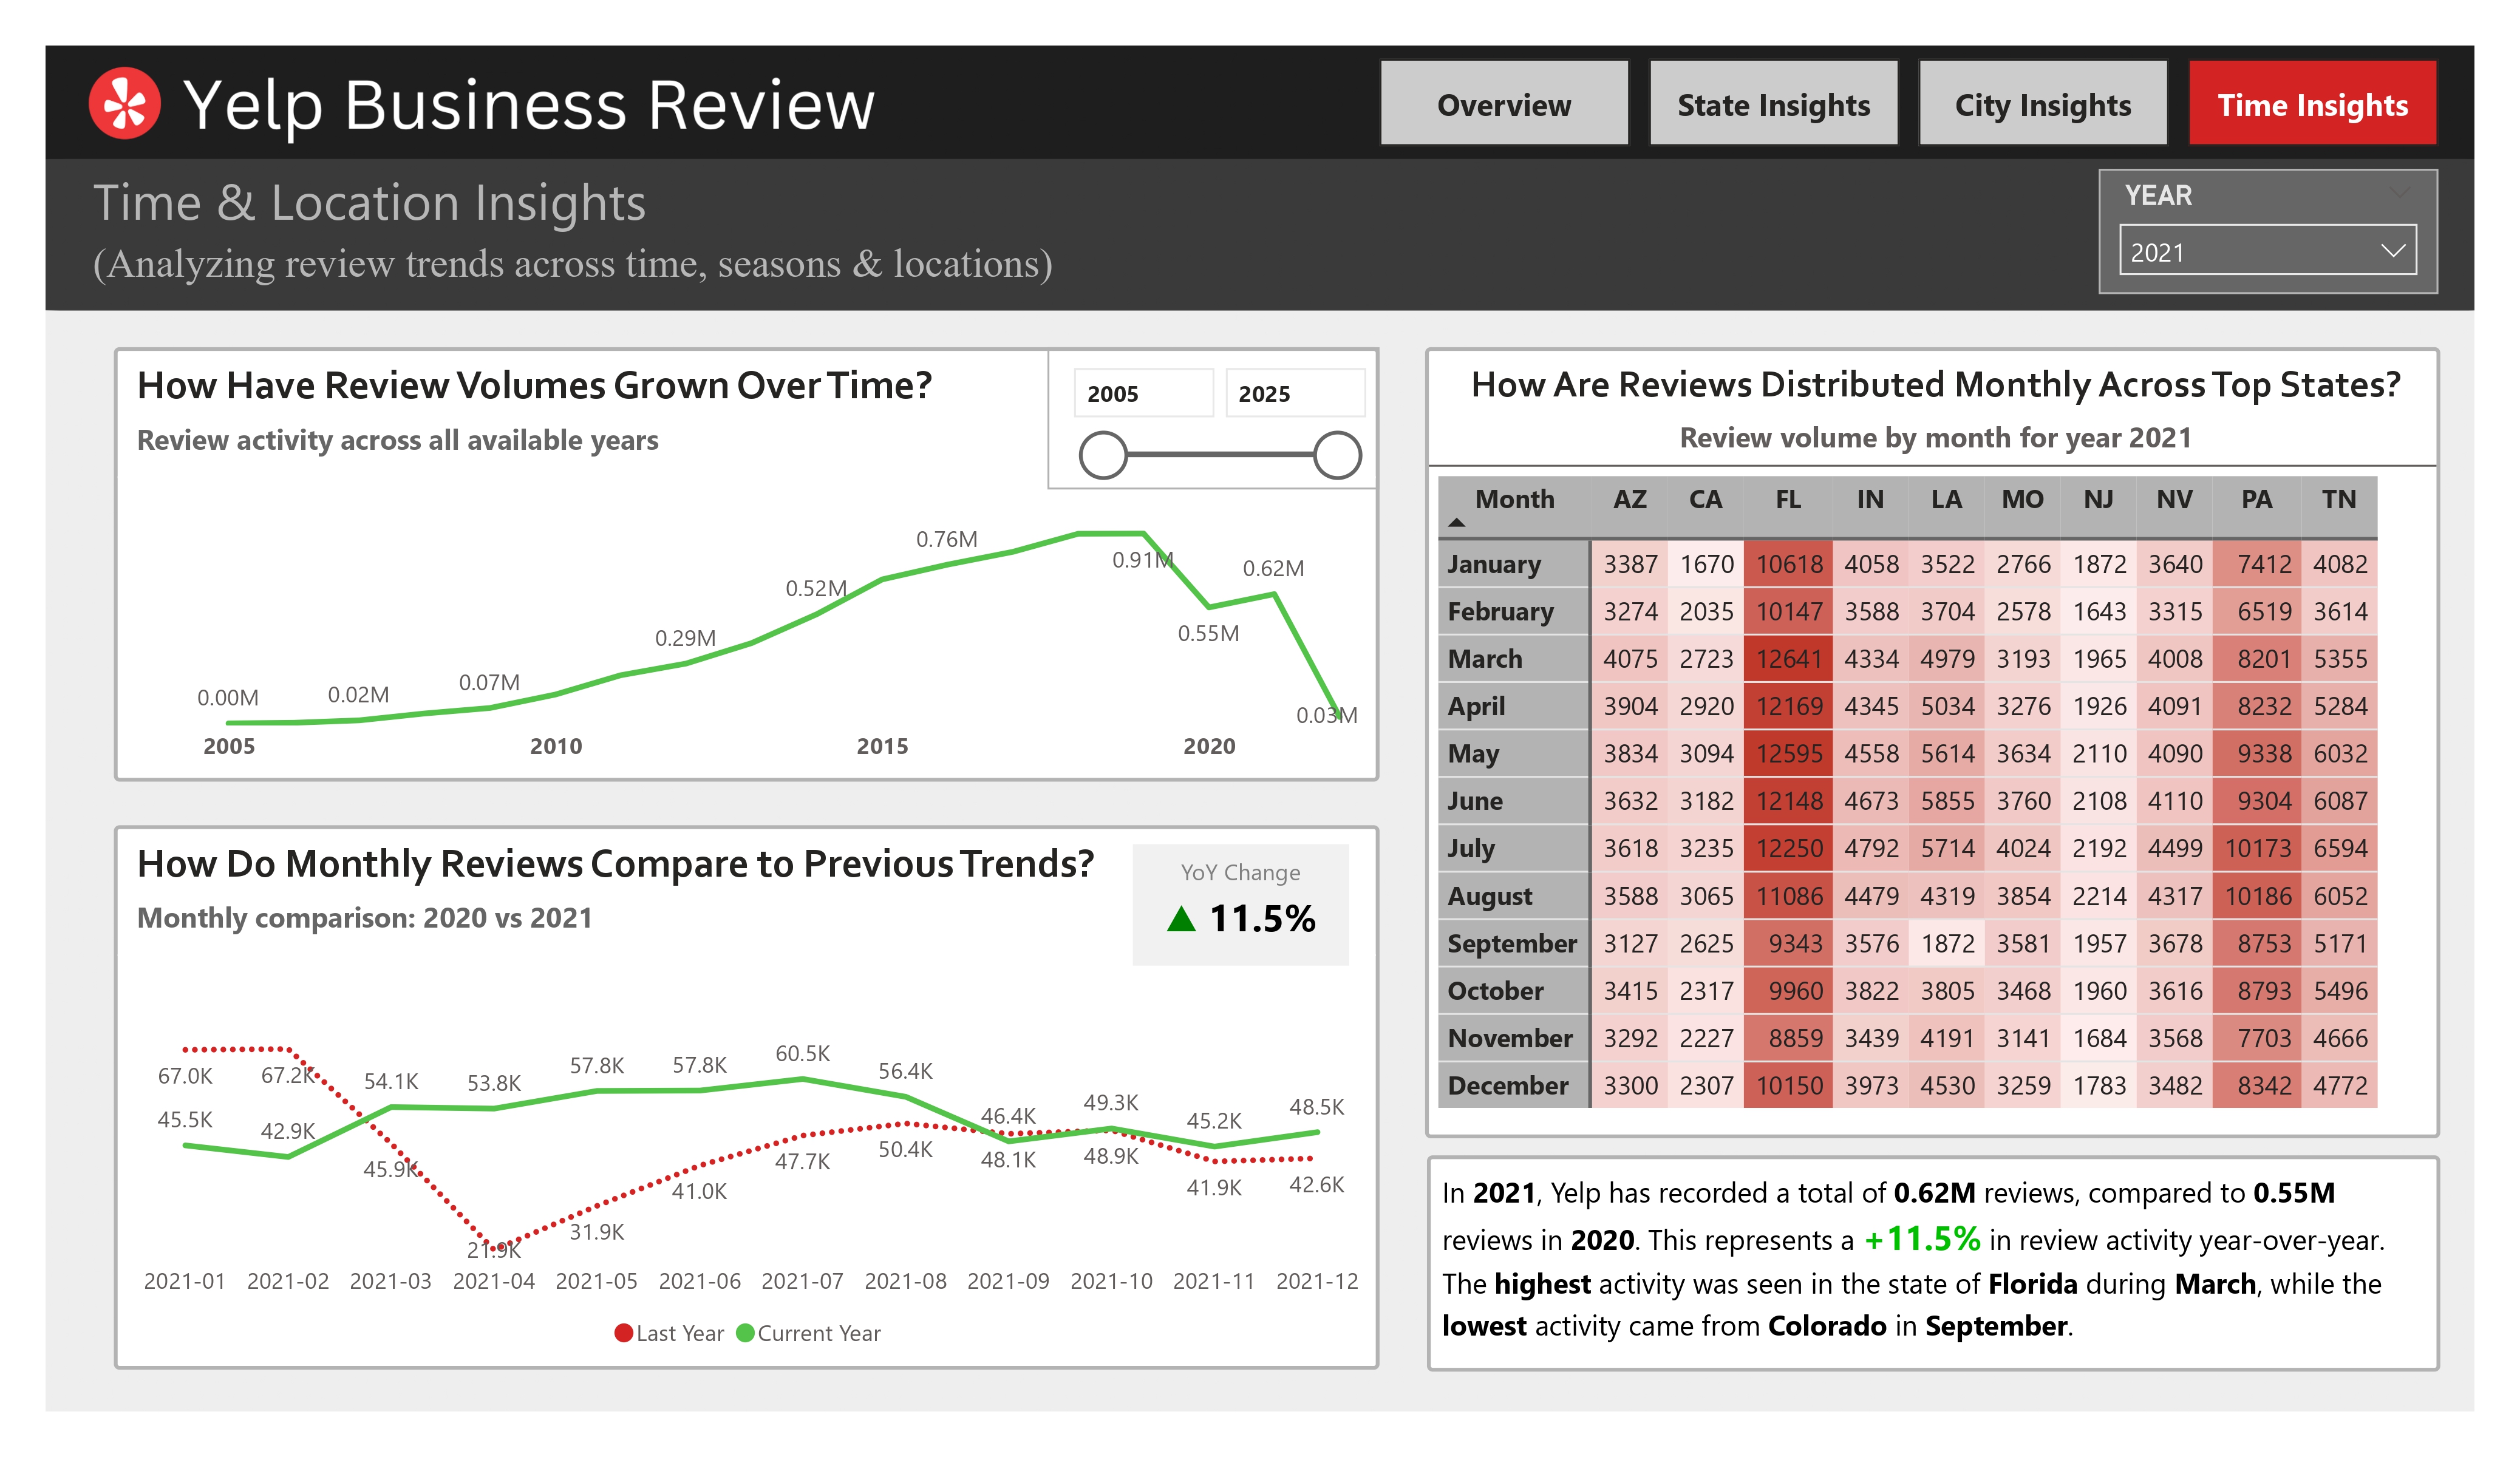 Yelp Business Review
Overview
State Insights
City Insights
Time Insights
Time & Location Insights
(Analyzing review trends across time, seasons & locations)
YEAR
2021
How Have Review Volumes Grown Over Time?
Review activity across all available years
2005 2025
0.00M 0.02M 0.07M 0.29M 0.52M 0.76M 0.91M 0.55M 0.62M 0.03M
2005 2010 2015 2020
How Do Monthly Reviews Compare to Previous Trends?
Monthly comparison: 2020 vs 2021
YoY Change
11.5%
67.0K 67.2K 45.9K 21.9K 31.9K 41.0K 47.7K 50.4K 48.1K 48.9K 41.9K 42.6K
45.5K 42.9K 54.1K 53.8K 57.8K 57.8K 60.5K 56.4K 46.4K 49.3K 45.2K 48.5K
2021-01 2021-02 2021-03 2021-04 2021-05 2021-06 2021-07 2021-08 2021-09 2021-10 2021-11 2021-12
Last Year Current Year
How Are Reviews Distributed Monthly Across Top States?
Review volume by month for year 2021
Month AZ CA FL IN LA MO NJ NV PA TN
January 3387 1670 10618 4058 3522 2766 1872 3640 7412 4082
February 3274 2035 10147 3588 3704 2578 1643 3315 6519 3614
March 4075 2723 12641 4334 4979 3193 1965 4008 8201 5355
April 3904 2920 12169 4345 5034 3276 1926 4091 8232 5284
May 3834 3094 12595 4558 5614 3634 2110 4090 9338 6032
June 3632 3182 12148 4673 5855 3760 2108 4110 9304 6087
July 3618 3235 12250 4792 5714 4024 2192 4499 10173 6594
August 3588 3065 11086 4479 4319 3854 2214 4317 10186 6052
September 3127 2625 9343 3576 1872 3581 1957 3678 8753 5171
October 3415 2317 9960 3822 3805 3468 1960 3616 8793 5496
November 3292 2227 8859 3439 4191 3141 1684 3568 7703 4666
December 3300 2307 10150 3973 4530 3259 1783 3482 8342 4772
In 2021, Yelp has recorded a total of 0.62M reviews, compared to 0.55M
reviews in 2020. This represents a +11.5% in review activity year-over-year.
The highest activity was seen in the state of Florida during March, while the
lowest activity came from Colorado in September.